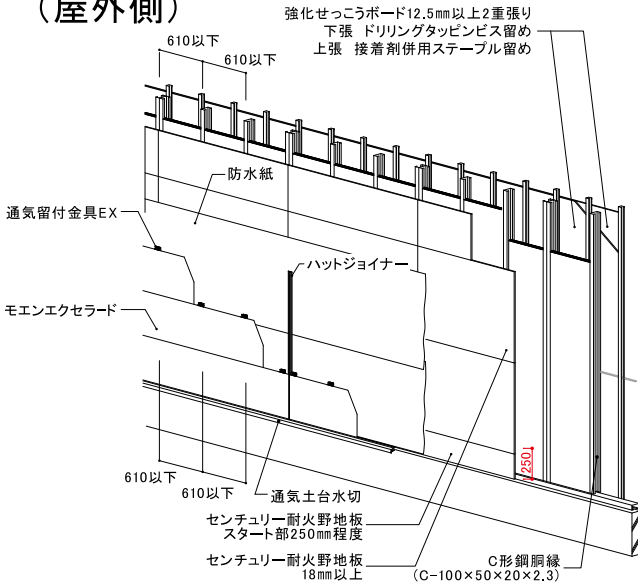 (屋外側)
強化せっこうボード12.5mm以上2重張り
下張 ドリリングタッピンビス留め
上張 接着剤併用ステープル留め
610以下
610以下
防水紙
通気留付金具EX
ハットジョイナー
モエンエクセラード
250
610以下
610以下
通気土台水切
センチュリー耐火野地板
スタート部250mm程度
センチュリー耐火野地板
18mm以上
C形鋼胴縁
(C-100×50×20×2.3)